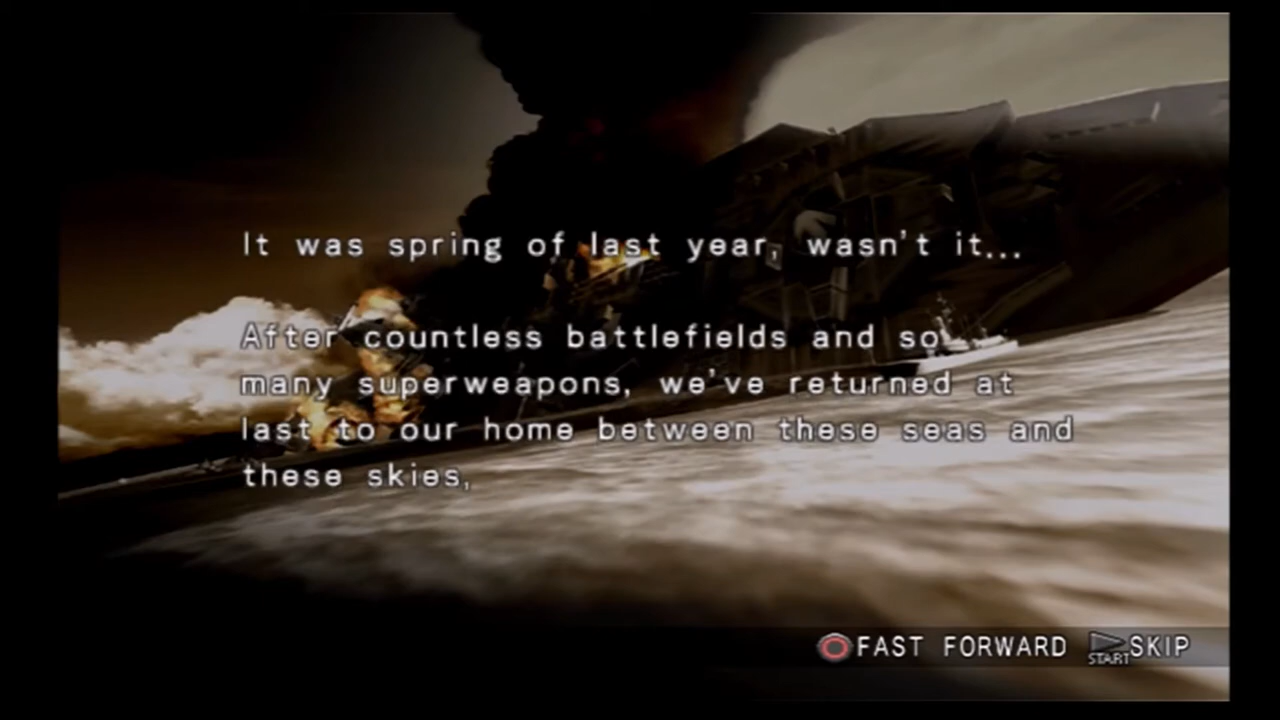 It was spring of last year, wasn't it...
After countless battlefields and so
many superweapons, we've returned at
last to our home between these seas and
these skies,
FAST FORWARD START SKIP